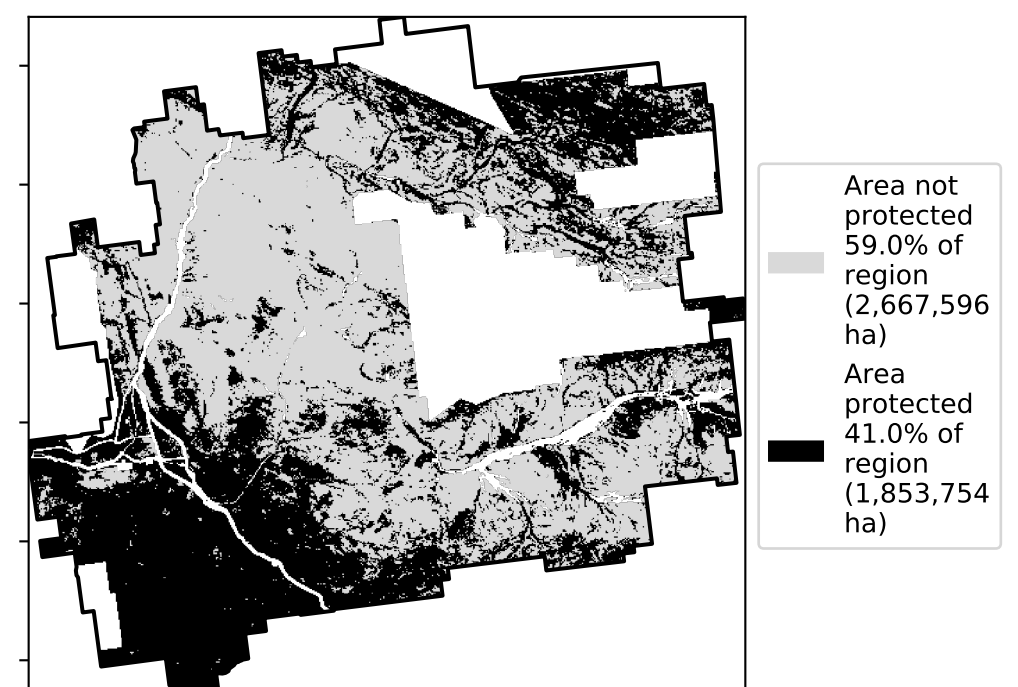 Area not
protected
59.0% of
region
(2,667,596
ha)
Area
protected
41.0% of
region
(1,853,754
ha)